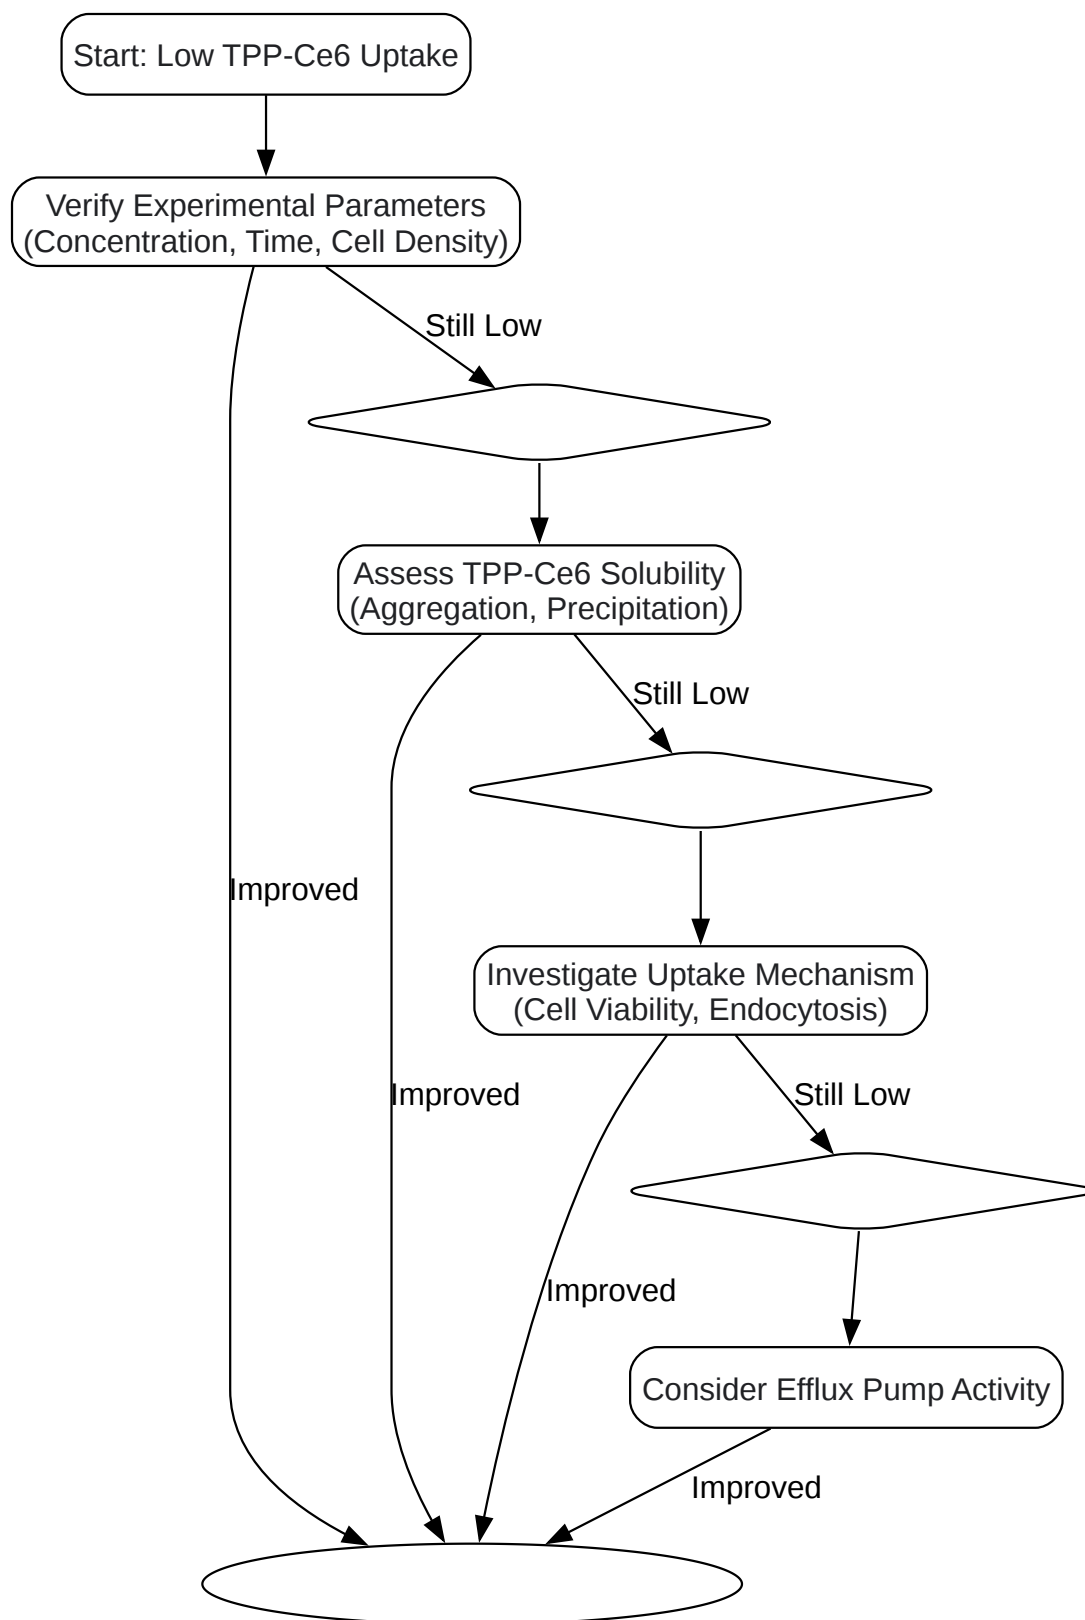 Start: Low TPP-Ce6 Uptake
Verify Experimental Parameters
(Concentration, Time, Cell Density)
Still Low
Assess TPP-Ce6 Solubility
(Aggregation, Precipitation)
Still Low
Improved
Investigate Uptake Mechanism
(Cell Viability, Endocytosis)
Improved
Still Low
Improved
Consider Efflux Pump Activity
Improved